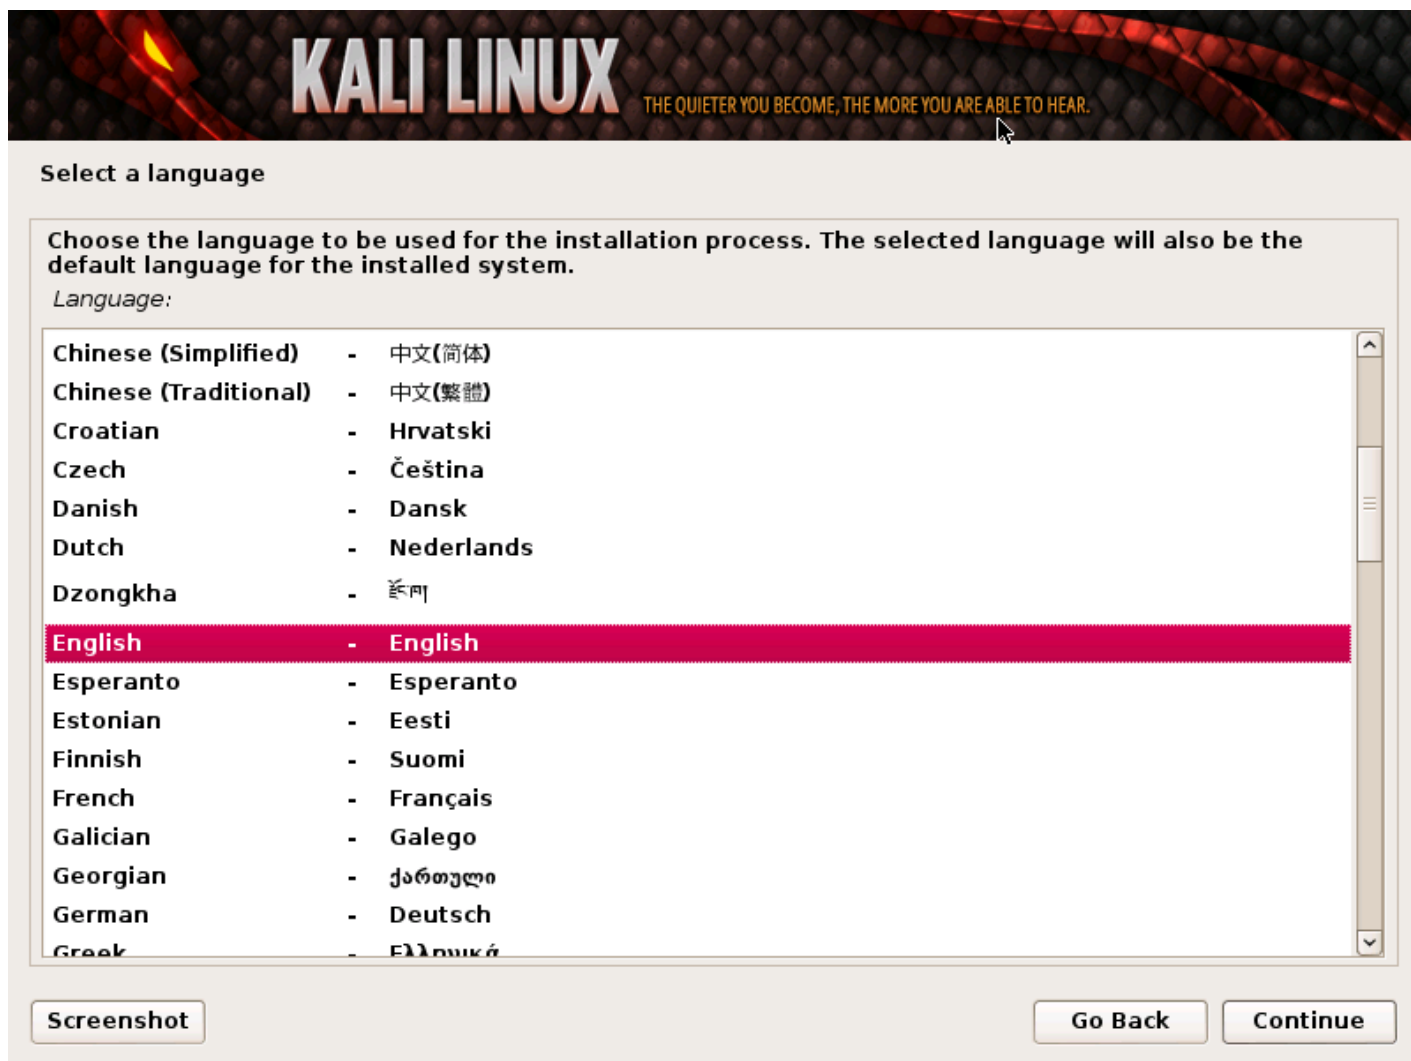 KALI LINUX THE QUIETER YOU BECOME, THE MORE YOU ARE ABLE TO HEAR.
Select a language
Choose the language to be used for the installation process. The selected language will also be the
default language for the installed system.
Language:
Chinese (Simplified) - 中文(简体)
Chinese (Traditional) - 中文(繁體)
Croatian - Hrvatski
Czech - Čeština
Danish - Dansk
Dutch - Nederlands
Dzongkha - རྫོང་ཁ།
English - English
Esperanto - Esperanto
Estonian - Eesti
Finnish - Suomi
French - Français
Galician - Galego
Georgian - ქართული
German - Deutsch
Greek - Ελληνικά
Screenshot Go Back Continue